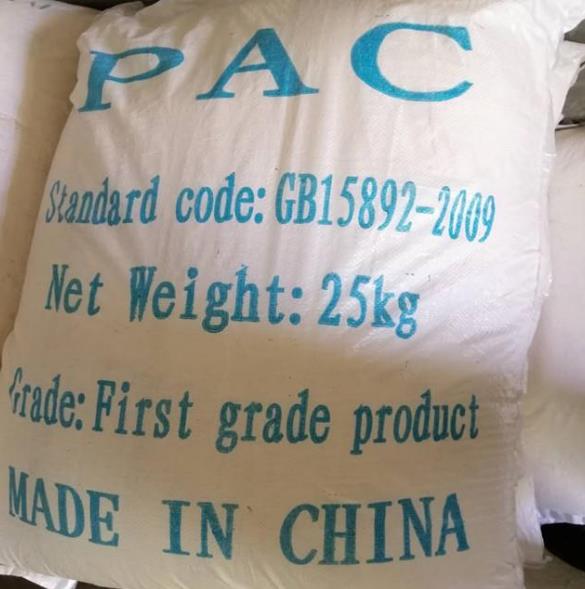 PAC
Standard code: GB15892-2009
Net Weight: 25kg
Grade: First grade product
MADE IN CHINA